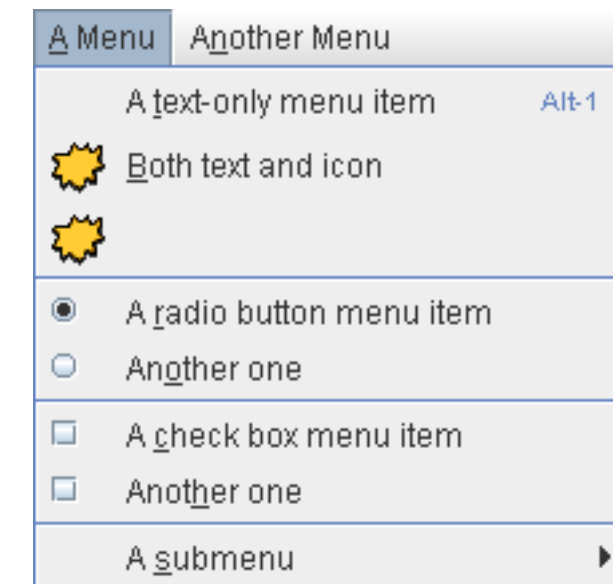 A Menu Another Menu
A text-only menu item Alt-1
Both text and icon
A radio button menu item
Another one
A check box menu item
Another one
A submenu